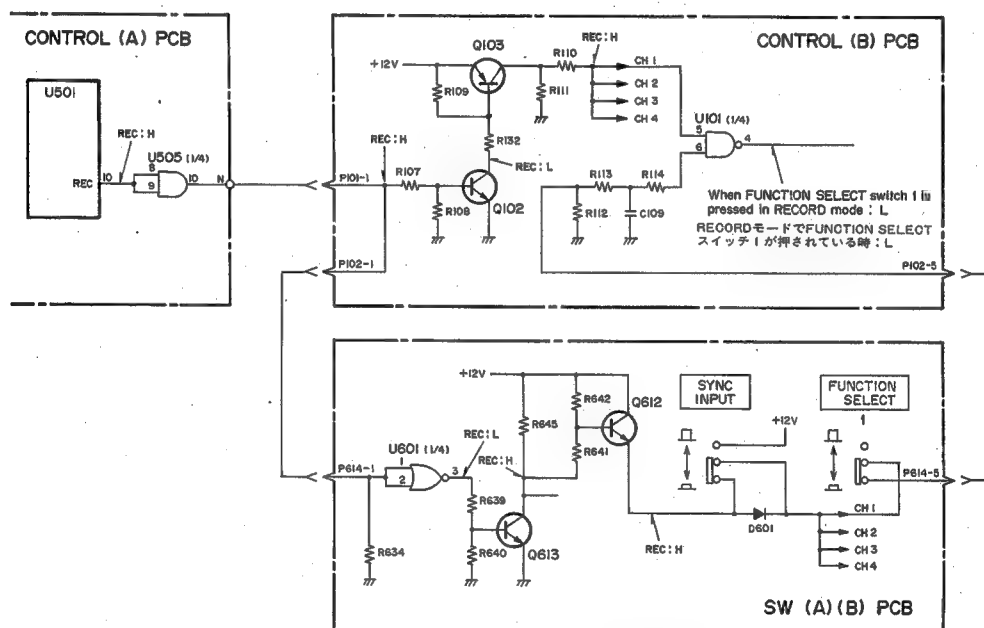 CONTROL (A) PCB
U501
REC:H
REC
10
U505 (1/4)
8
9
10
N
CONTROL (B) PCB
Q103
+12V
R109
R110
REC:H
R111
CH 1
CH 2
CH 3
CH 4
R132
REC:L
REC:H
P101-1
R107
R108
Q102
U101 (1/4)
5
6
4
R113
R114
R112
C109
When FUNCTION SELECT switch 1 is
pressed in RECORD mode : L
RECORDモードでFUNCTION SELECT
スイッチ1が押されている時:L
P102-1
P102-5
+12V
Q612
R642
R645
R641
SYNC
INPUT
FUNCTION
SELECT
1
+12V
U601 (1/4)
REC:L
REC:H
P614-1
1
2
3
R639
R640
R634
Q613
REC:H
D601
P614-5
CH 1
CH 2
CH 3
CH 4
SW (A)(B) PCB